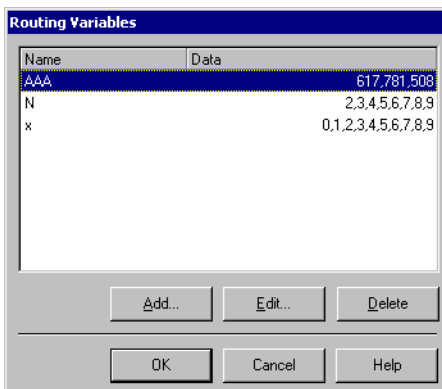 Routing Variables
Name Data
AAA 617,781,508
N 2,3,4,5,6,7,8,9
x 0,1,2,3,4,5,6,7,8,9
Add... Edit... Delete
OK Cancel Help